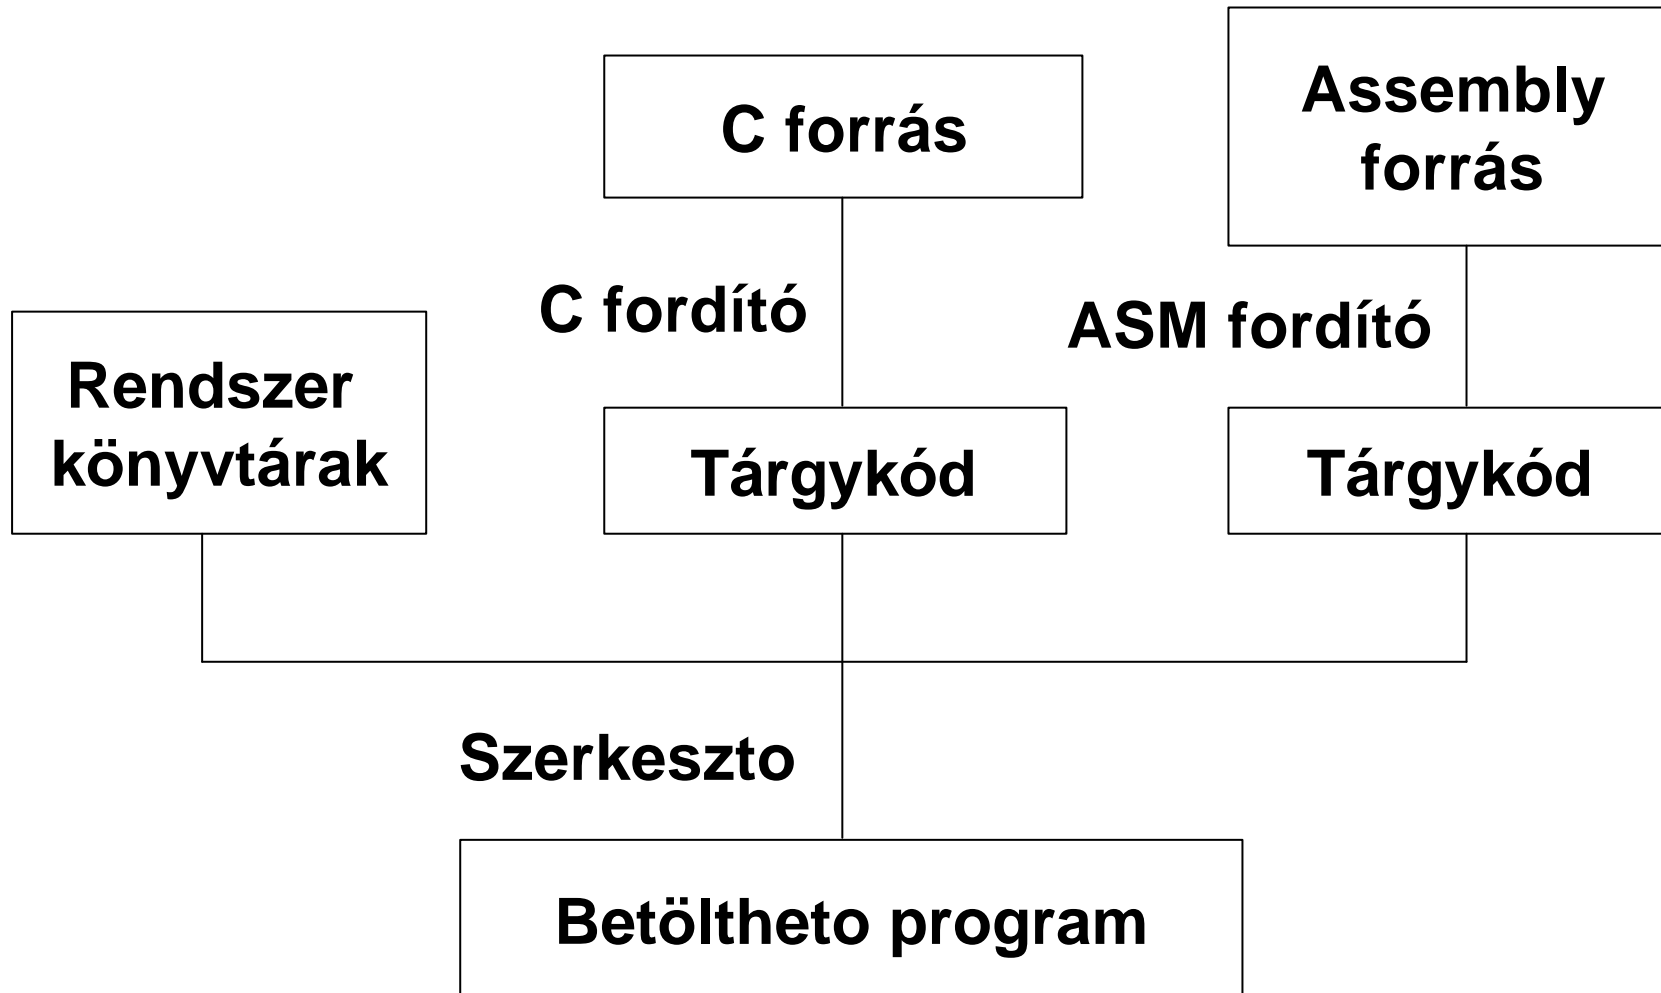 C forrás
Assembly
forrás
C fordító
ASM fordító
Rendszer
könyvtárak
Tárgykód
Tárgykód
Szerkeszto
Betöltheto program